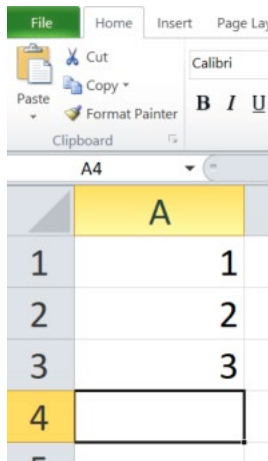 File Home Insert Page Lay
Cut
Calibri
Copy
Paste
B I U
Format Painter
Clipboard
A4
A
1 1
2 2
3 3
4